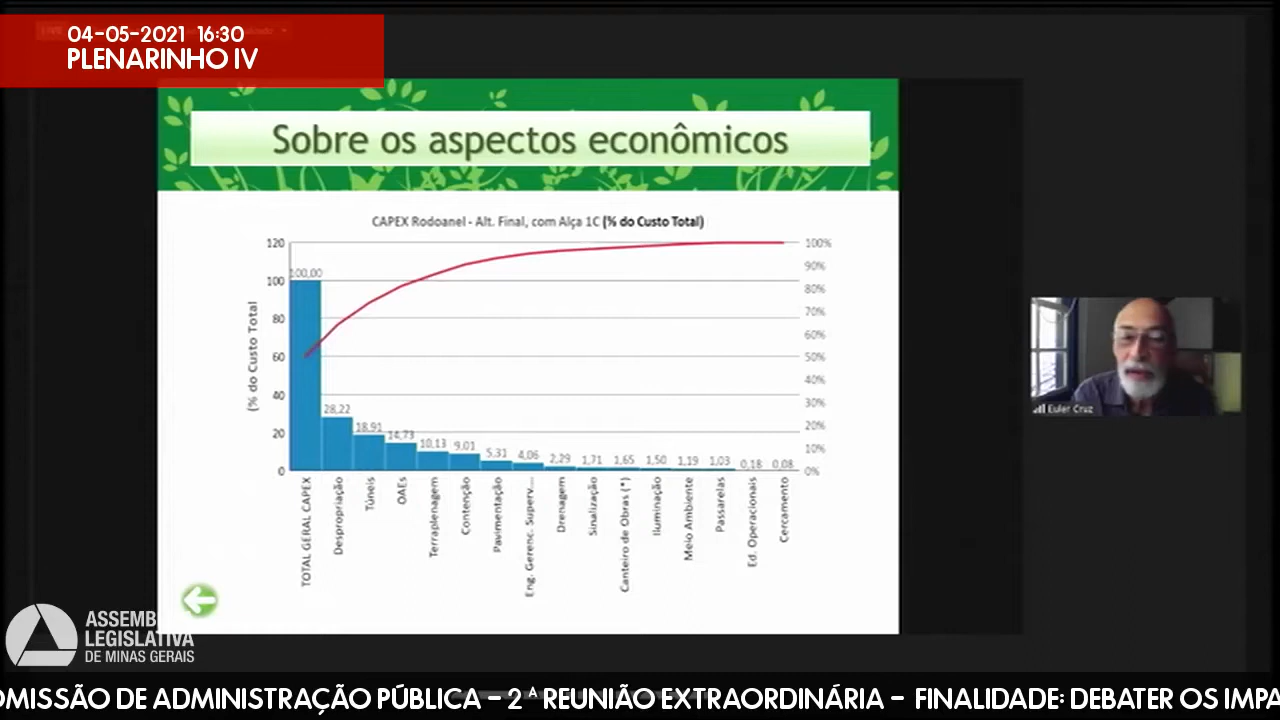 04-05-2021 16:30
PLENARINHO IV
Sobre os aspectos econômicos
CAPEX Rodoanel - Alt. Final, com Alça 1C (% do Custo Total)
(% do Custo Total
120
100
80
60
40
20
0
100,00
28,22
18,91
14,73
10,13
9,01
5,31
4,06
2,29
1,71
1,65
1,50
1,19
1,03
0,18
0,08
100%
90%
80%
70%
60%
50%
40%
30%
20%
10%
0%
TOTAL GERAL CAPEX
Despropriação
Túneis
OAEs
Terraplenagem
Contenção
Pavimentação
Eng. Gerenc. Superv...
Drenagem
Sinalização
Canteiro de Obras (*)
Iluminação
Meio Ambiente
Passarelas
Ed. Operacionais
Cercamento
Euler Cruz
ASSEMB
LEGISLATIVA
DE MINAS GERAIS
OMISSÃO DE ADMINISTRAÇÃO PÚBLICA – 2ª REUNIÃO EXTRAORDINÁRIA – FINALIDADE: DEBATER OS IMPA